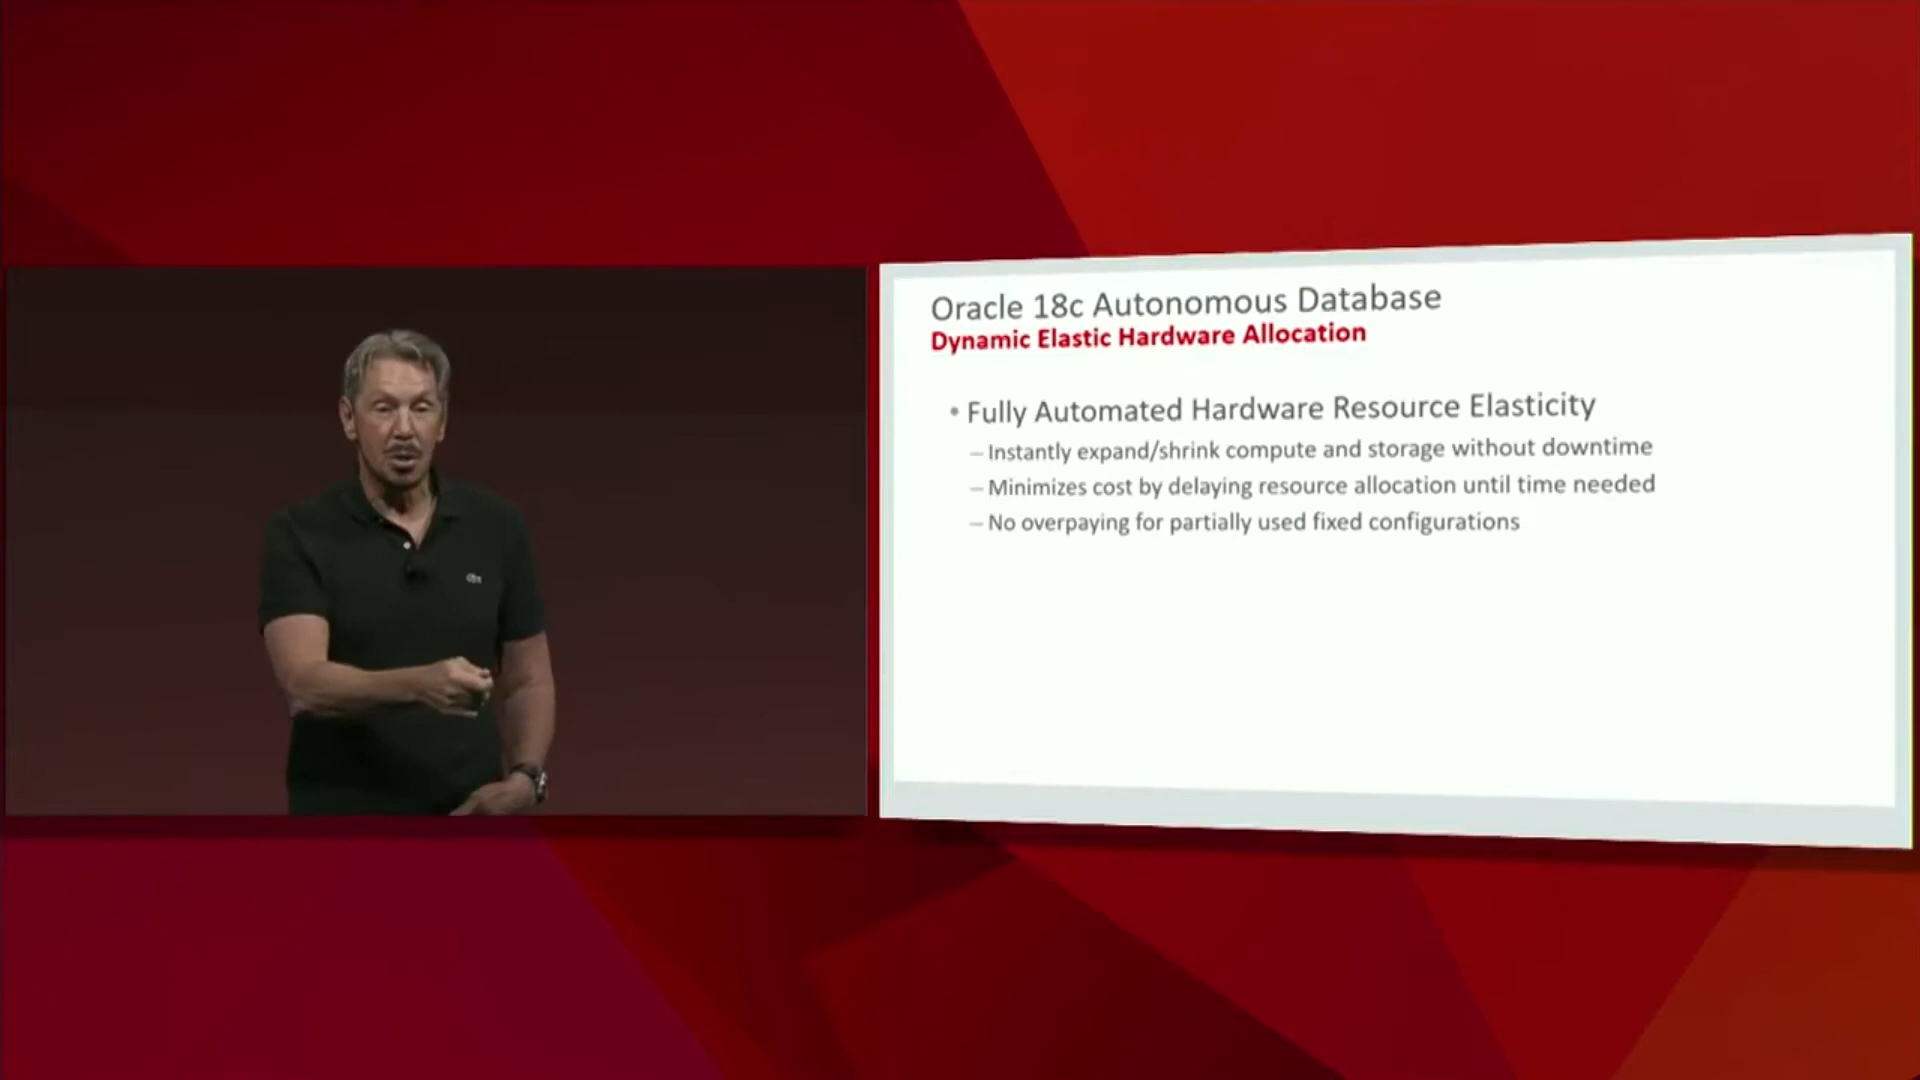 Oracle 18c Autonomous Database
Dynamic Elastic Hardware Allocation
• Fully Automated Hardware Resource Elasticity
– Instantly expand/shrink compute and storage without downtime
– Minimizes cost by delaying resource allocation until time needed
– No overpaying for partially used fixed configurations